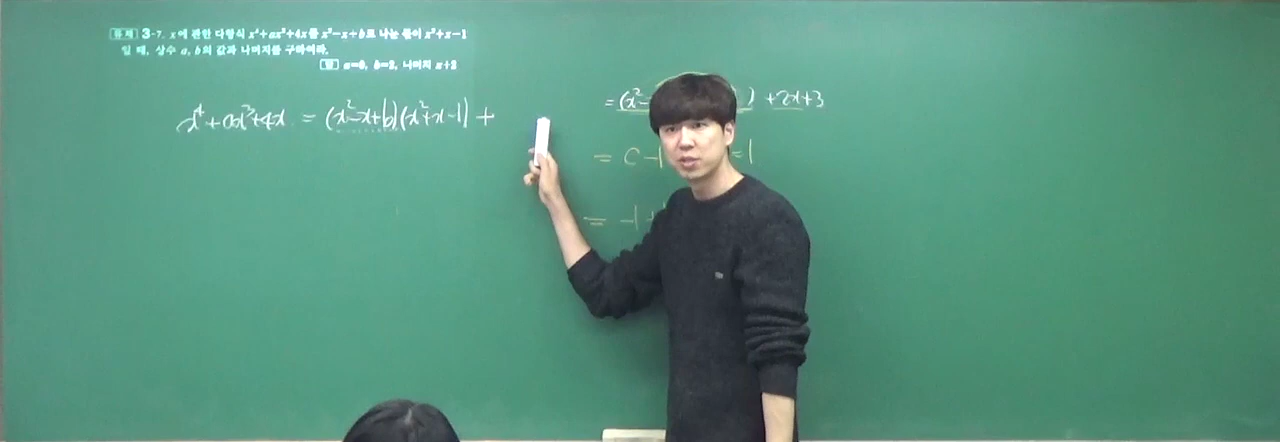 유제 3-7. x에 관한 다항식 x⁴+ax³+4x를 x²-x+b로 나눈 몫이 x²+x-1
일 때, 상수 a, b의 값과 나머지를 구하여라.
답 a=0, b=2, 나머지 x+2
x⁴+ax³+4x = (x²-x+b)(x²+x-1) +
= (x²- ) +2x+3
= C-1 =1
= -1+